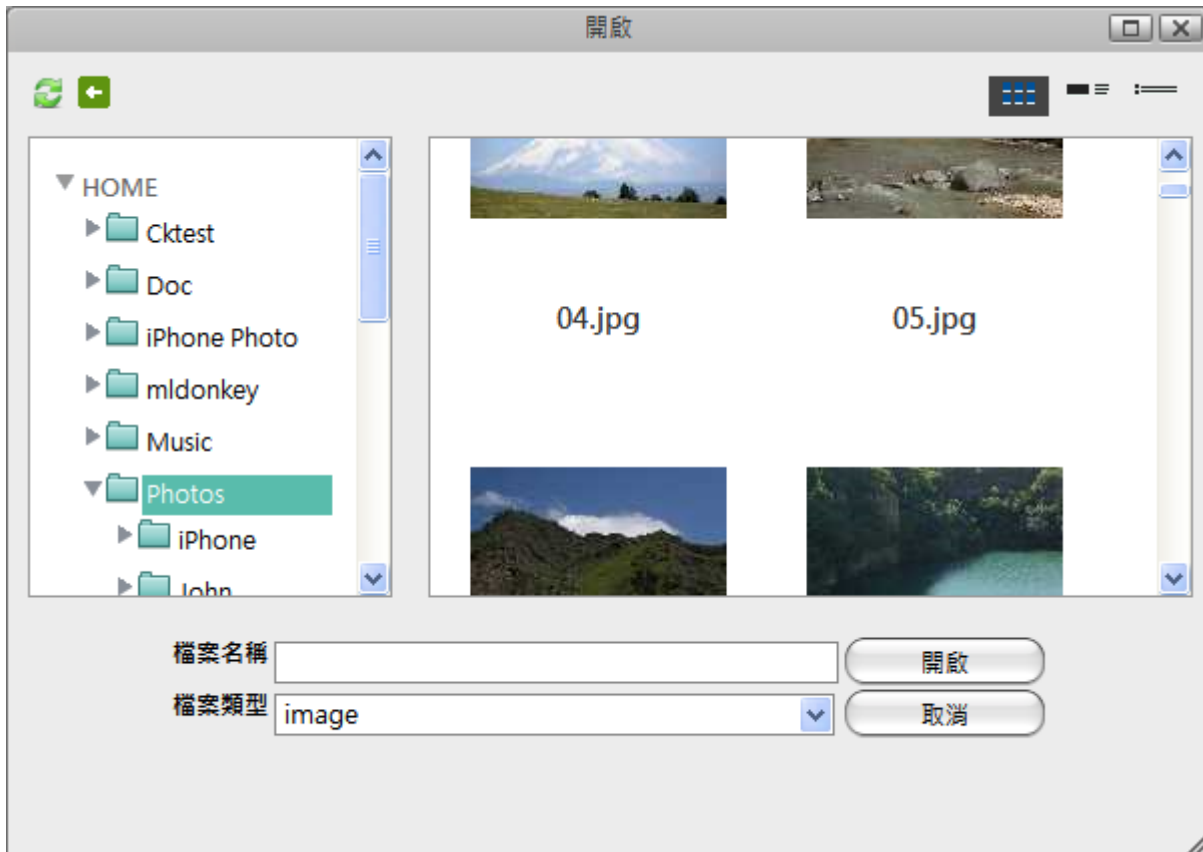 開啟
HOME
Cktest
Doc
iPhone Photo
mldonkey
Music
Photos
iPhone
John
04.jpg
05.jpg
檔案名稱
開啟
檔案類型
image
取消